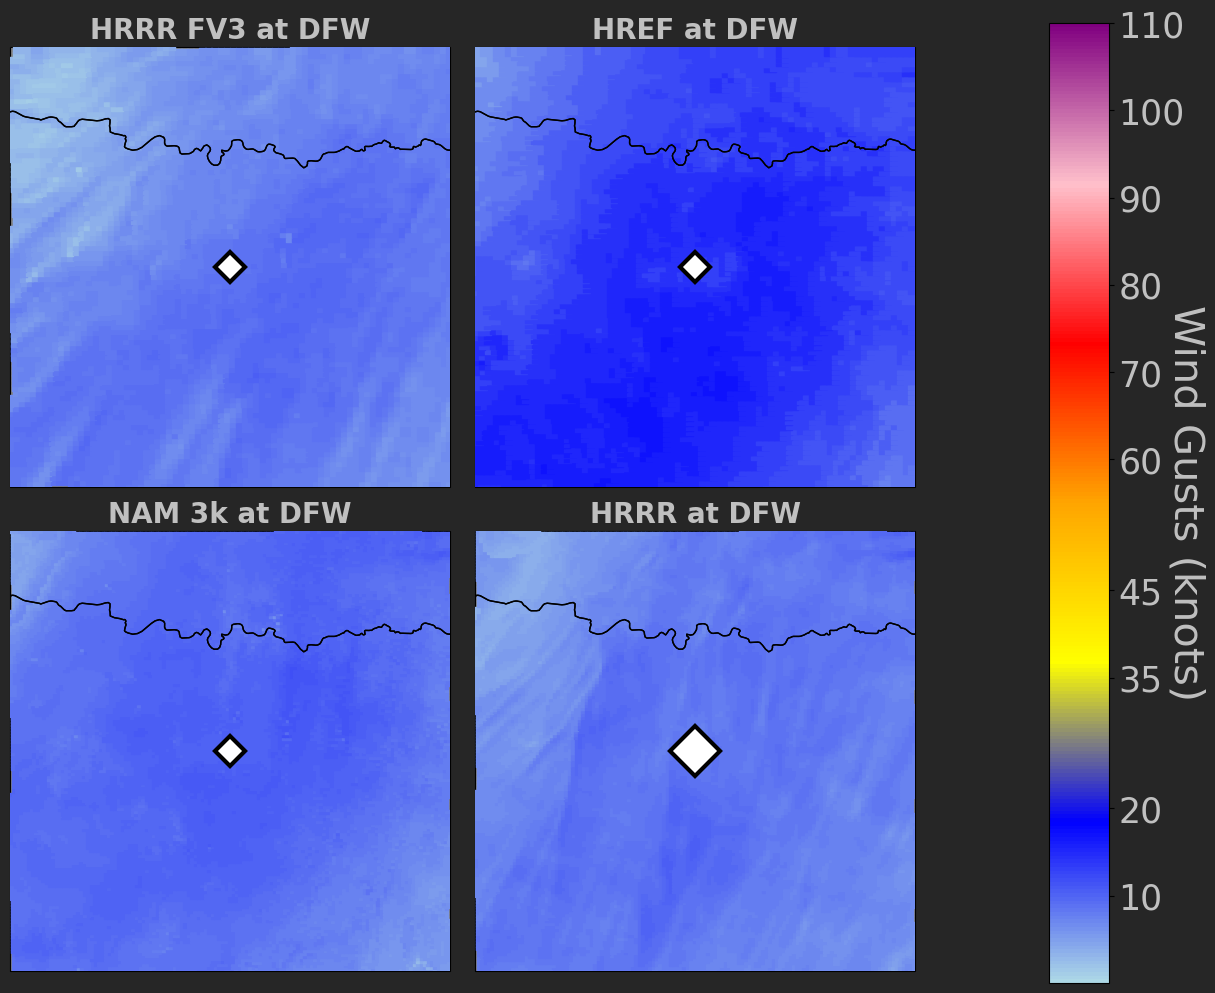 HRRR FV3 at DFW
HREF at DFW
NAM 3k at DFW
HRRR at DFW
110
100
90
80
70
60
45
35
20
10
Wind Gusts (knots)